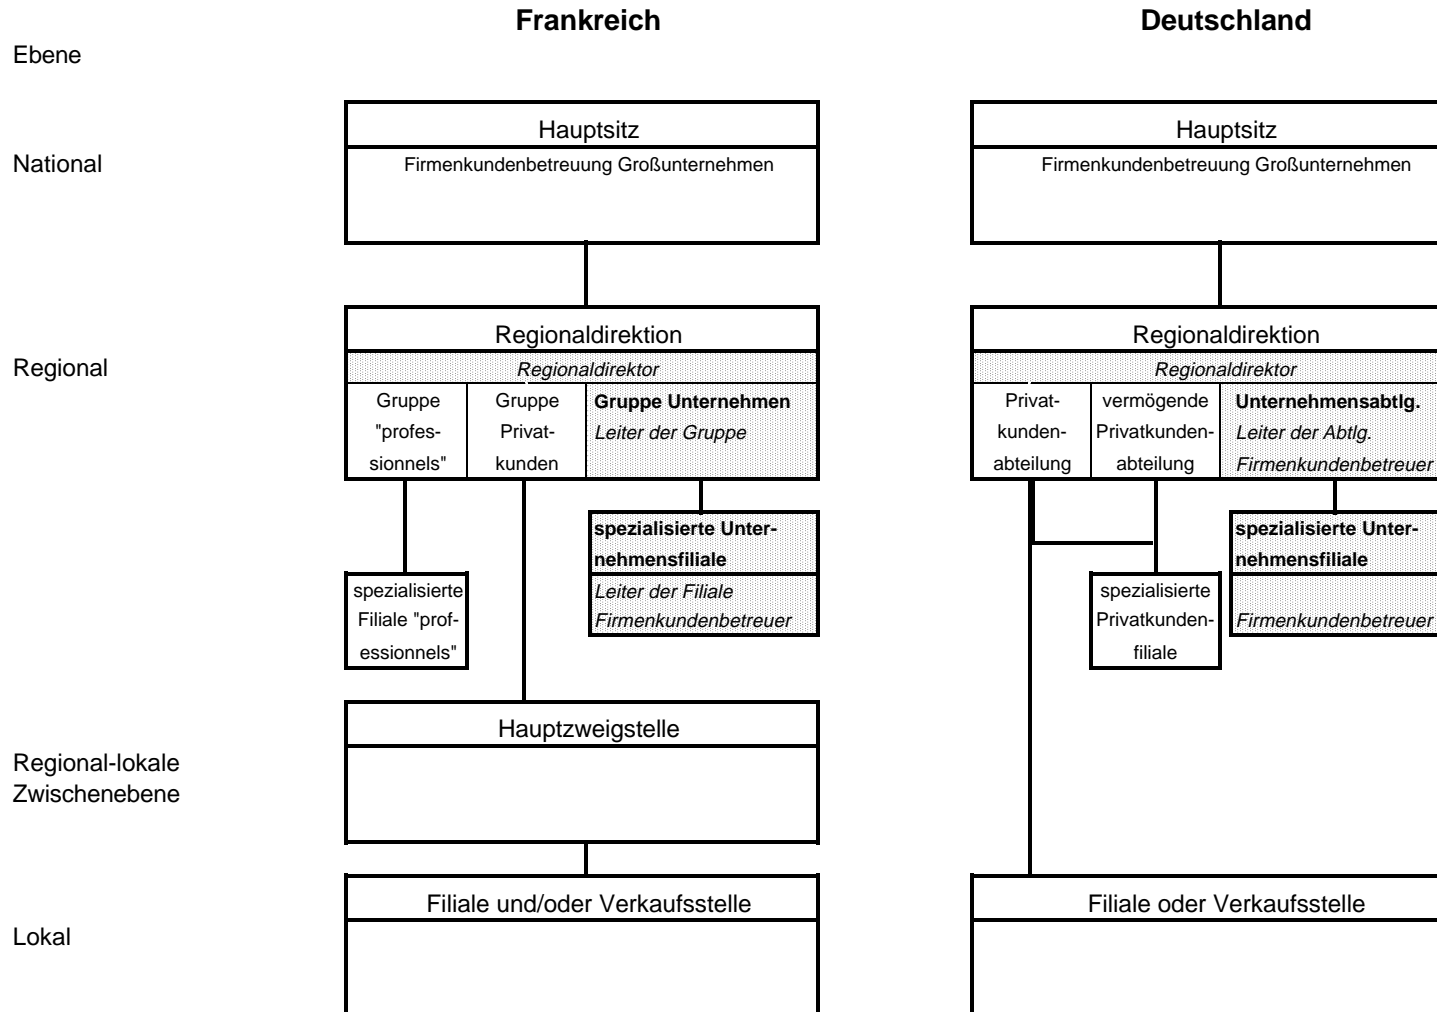 Frankreich
Deutschland
Ebene
National
Hauptsitz
Firmenkundenbetreuung Großunternehmen
Hauptsitz
Firmenkundenbetreuung Großunternehmen
Regional
Regionaldirektion
Regionaldirektor
Gruppe
"profes-
sionnels"
Gruppe
Privat-
kunden
Gruppe Unternehmen
Leiter der Gruppe
spezialisierte
Filiale "prof-
essionnels"
spezialisierte Unter-
nehmensfiliale
Leiter der Filiale
Firmenkundenbetreuer
Regionaldirektion
Regionaldirektor
Privat-
kunden-
abteilung
vermögende
Privatkunden-
abteilung
Unternehmensabtlg.
Leiter der Abtlg.
Firmenkundenbetreuer
spezialisierte
Privatkunden-
filiale
spezialisierte Unter-
nehmensfiliale
Firmenkundenbetreuer
Regional-lokale
Zwischenebene
Hauptzweigstelle
Lokal
Filiale und/oder Verkaufsstelle
Filiale oder Verkaufsstelle